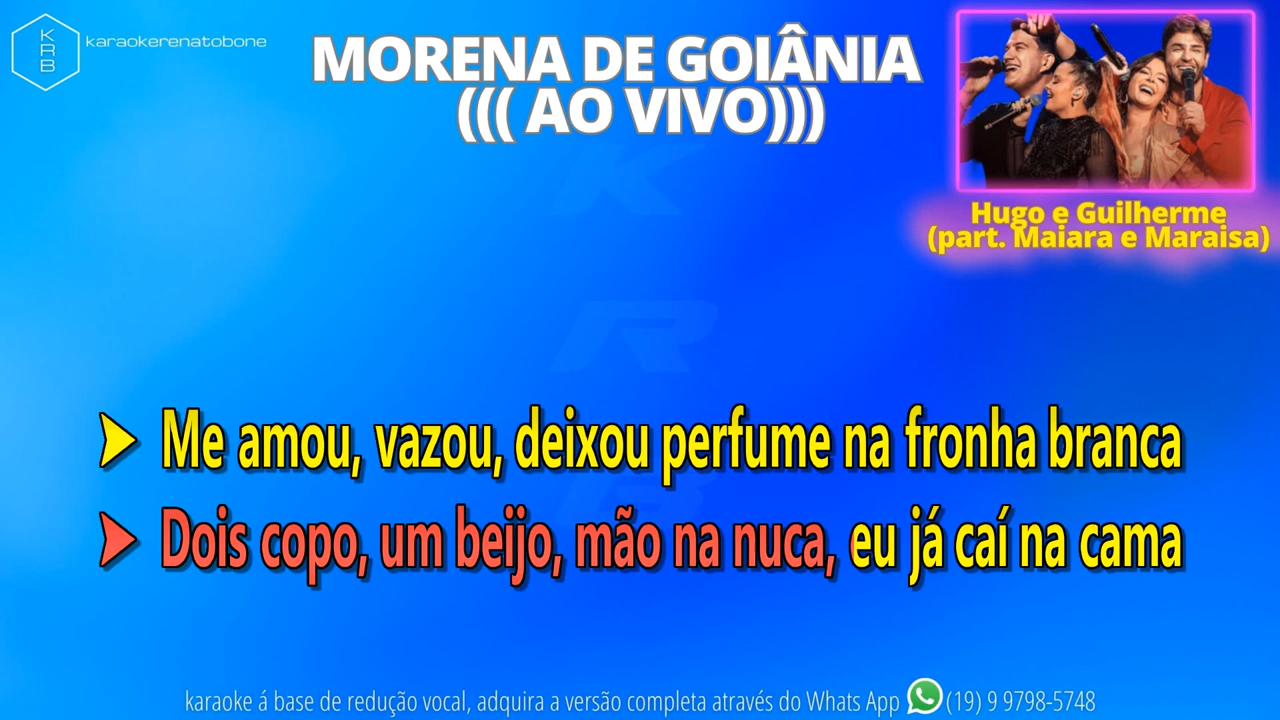 KRB
karaokerenatobone
MORENA DE GOIÂNIA
((( AO VIVO)))
Hugo e Guilherme
(part. Maiara e Maraisa)
K
R
B
Me amou, vazou, deixou perfume na fronha branca
Dois copo, um beijo, mão na nuca, eu já caí na cama
karaoke á base de redução vocal, adquira a versão completa através do Whats App (19) 9 9798-5748